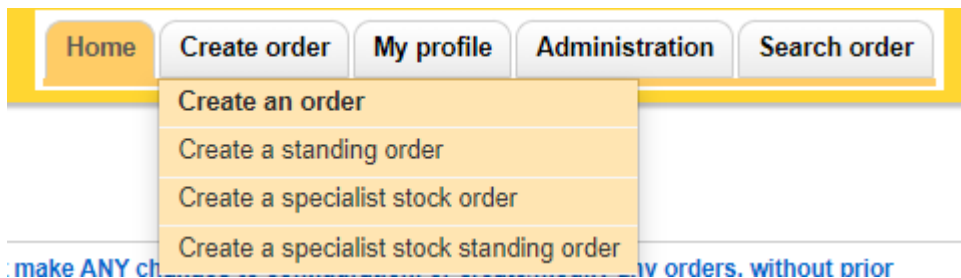 Home Create order My profile Administration Search order
Create an order
Create a standing order
Create a specialist stock order
Create a specialist stock standing order
make ANY any orders, without prior